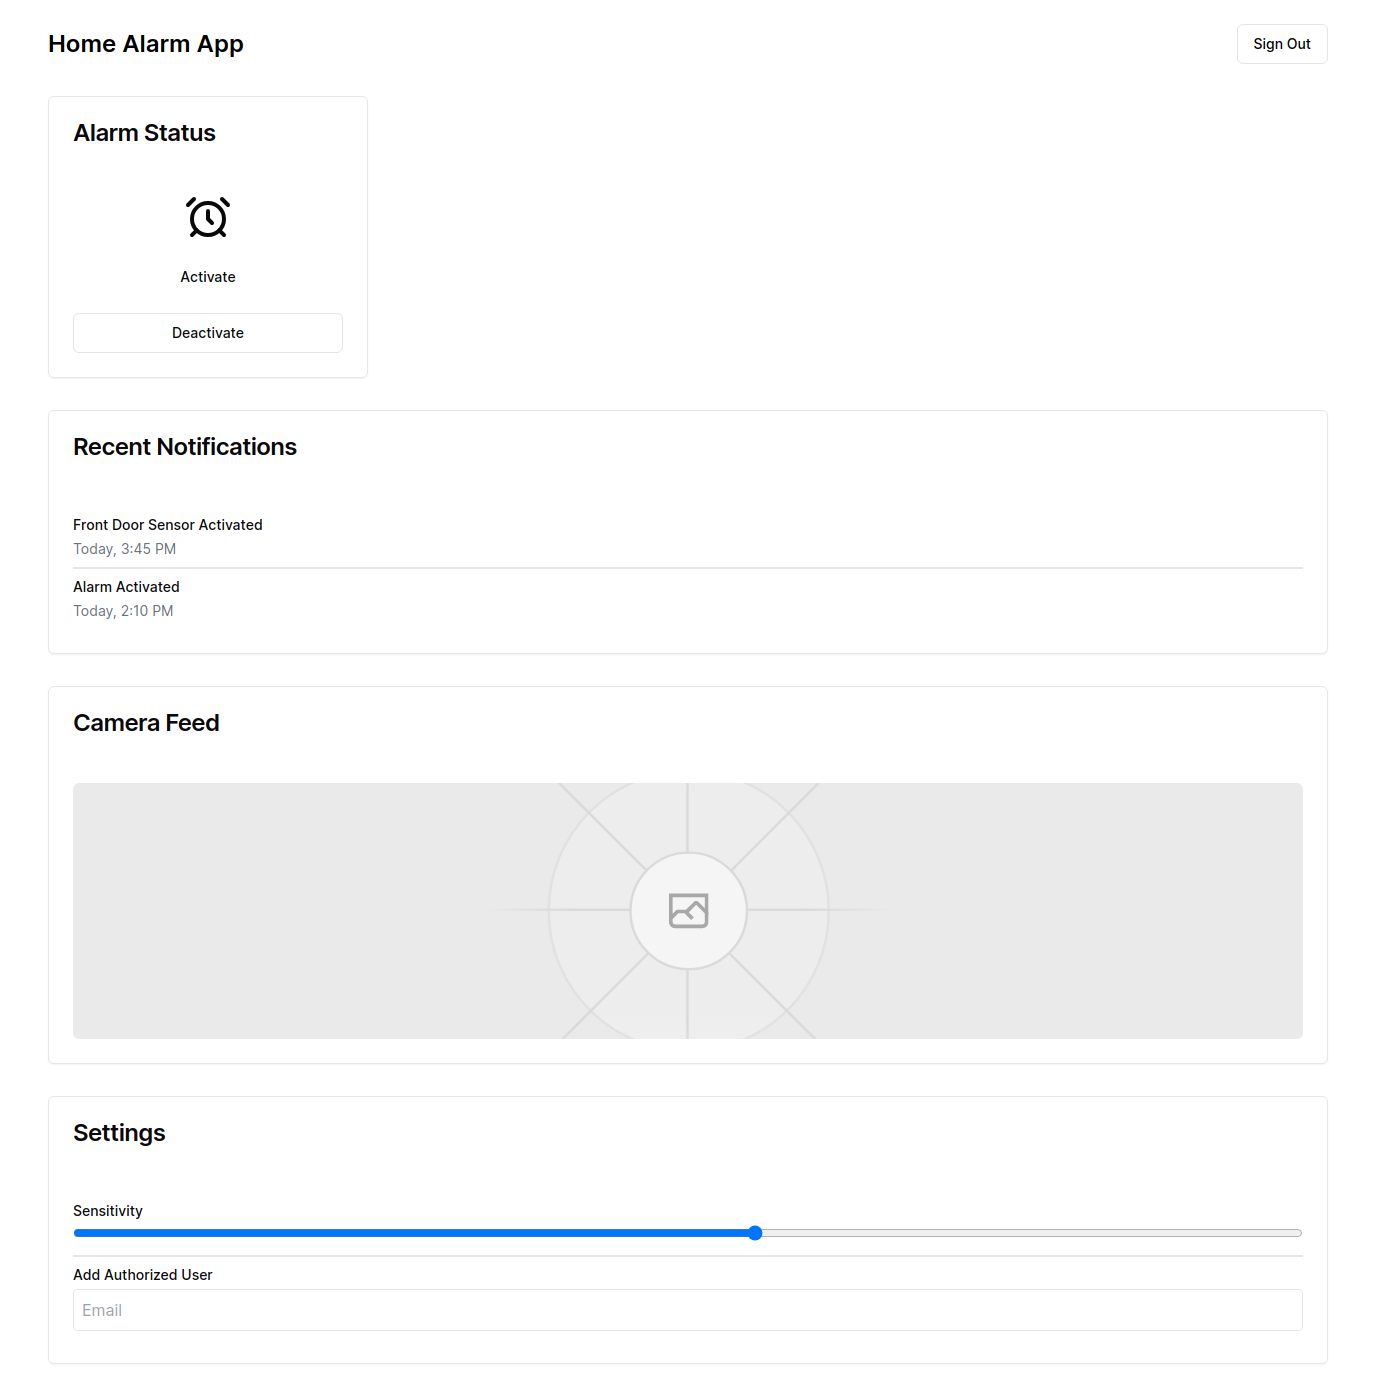 Home Alarm App
Sign Out
Alarm Status
Activate
Deactivate
Recent Notifications
Front Door Sensor Activated
Today, 3:45 PM
Alarm Activated
Today, 2:10 PM
Camera Feed
Settings
Sensitivity
Add Authorized User
Email